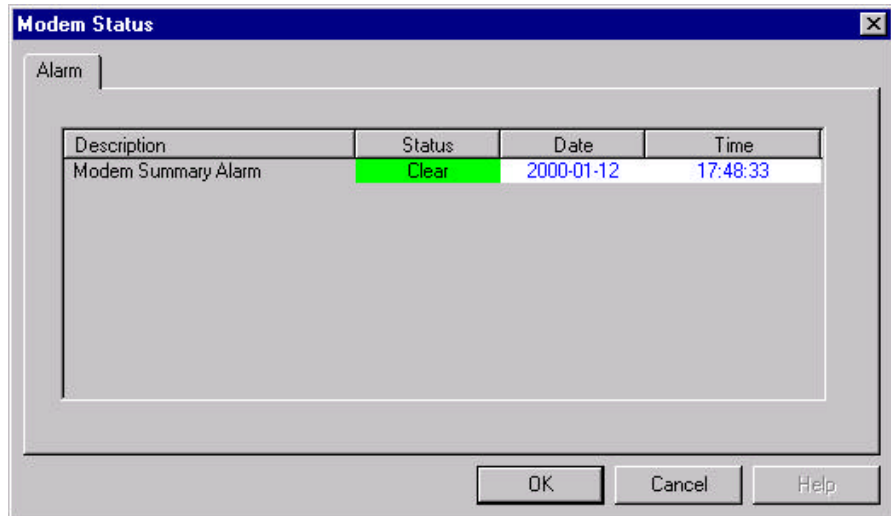 Modem Status
Alarm
Description Status Date Time
Modem Summary Alarm Clear 2000-01-12 17:48:33
OK Cancel Help